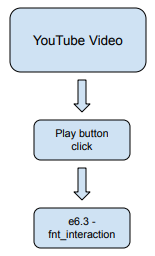 YouTube Video
Play button
click
e6.3 -
fnt_interaction